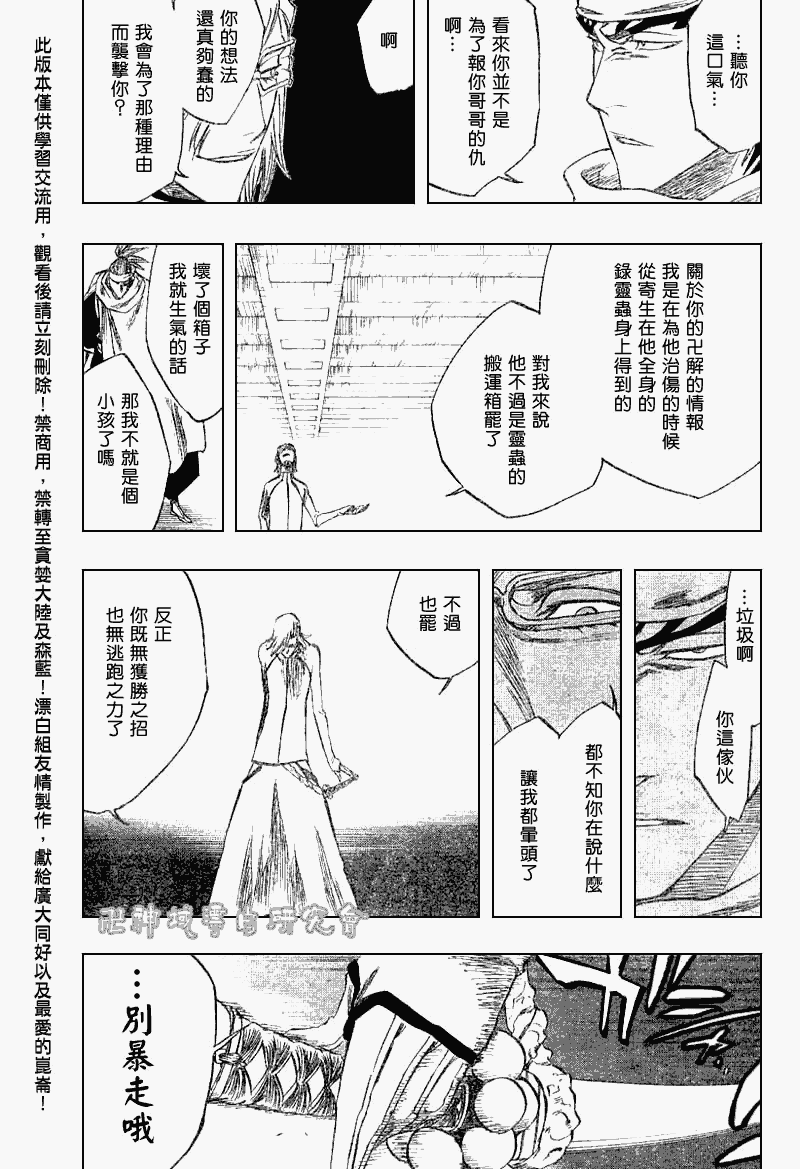 …聽你
這口氣…
看來你並不是
為了報你哥哥的仇
啊…
啊
你的想法
還真夠蠢的
我會為了那種理由
而襲擊你？
關於你的卍解的情報
我是在為他治傷的時候
從寄生在他全身的
錄靈蟲身上得到的
對我來說
他不過是靈蟲的
搬運箱罷了
壞了個箱子
我就生氣的話
那我不就是個
小孩了嗎
…垃圾啊
你這傢伙
都不知你在說什麼
讓我都暈頭了
不過
也罷
反正
你既無獲勝之招
也無逃跑之力了
…別暴走哦
卍神域漂白研究會
此版本僅供學習交流用，觀看後請立刻刪除！禁商用，禁轉至貪婪大陸及森藍！漂白組友情製作，獻給廣大同好以及最愛的崑崙！